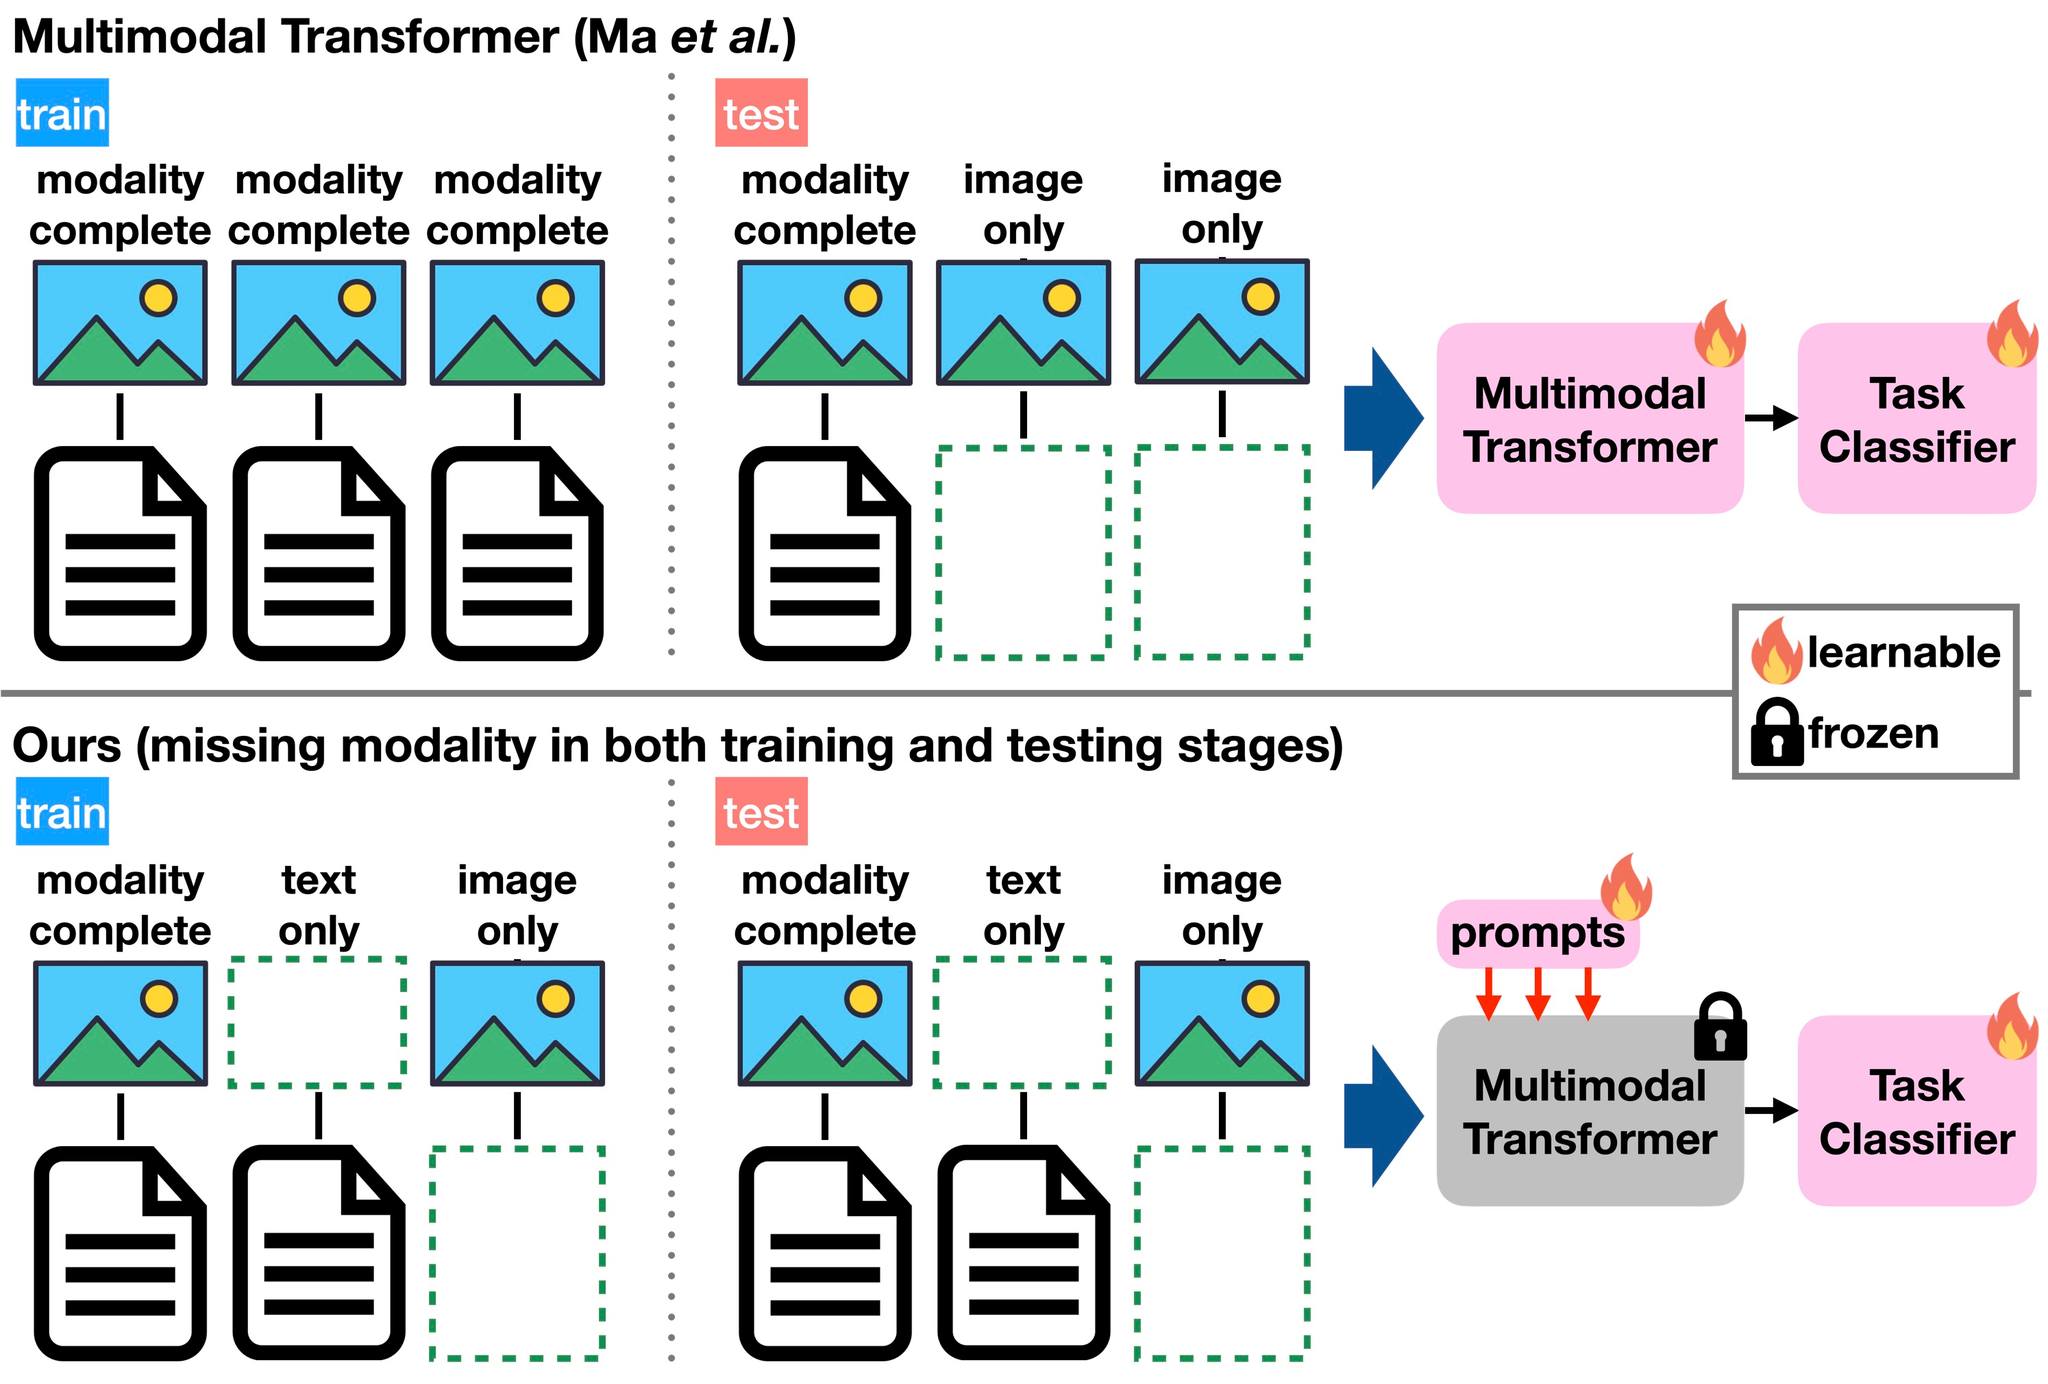 Multimodal Transformer (Ma et al.)
train
test
modality complete
modality complete
modality complete
modality complete
image only
image only
Multimodal Transformer
Task Classifier
learnable
frozen
Ours (missing modality in both training and testing stages)
train
test
modality complete
text only
image only
modality complete
text only
image only
prompts
Multimodal Transformer
Task Classifier